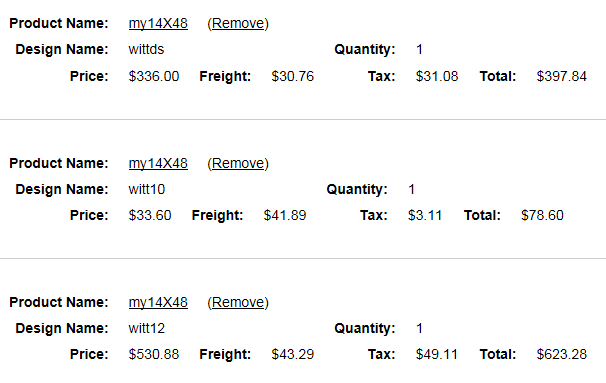 Product Name: my14X48 (Remove)
Design Name: wittds Quantity: 1
Price: $336.00 Freight: $30.76 Tax: $31.08 Total: $397.84
Product Name: my14X48 (Remove)
Design Name: witt10 Quantity: 1
Price: $33.60 Freight: $41.89 Tax: $3.11 Total: $78.60
Product Name: my14X48 (Remove)
Design Name: witt12 Quantity: 1
Price: $530.88 Freight: $43.29 Tax: $49.11 Total: $623.28